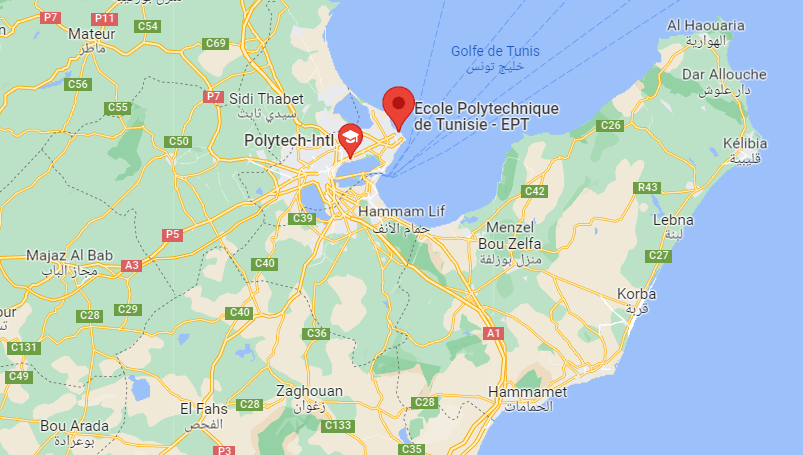 P7
P11
C54
Mateur
ماطر
C69
Golfe de Tunis
خليج تونس
Al Haouaria
الهوارية
Dar Allouche
دار علوش
C56
C55
P7
Sidi Thabet
سيدي ثابت
Ecole Polytechnique
de Tunisie - EPT
C26
C50
Polytech-Intl
Kélibia
قليبية
C42
R43
C39
Hammam Lif
حمام الأنف
Menzel
Bou Zelfa
منزل بوزلفة
Lebna
لبنة
P5
Majaz Al Bab
مجاز الباب
A3
C40
C27
Korba
قربة
C29
C28
C40
C36
A1
C131
C49
Zaghouan
زغوان
Hammamet
الحمامات
El Fahs
الفحص
C28
C28
C133
Bou Arada
بوعرادة
P3
C35